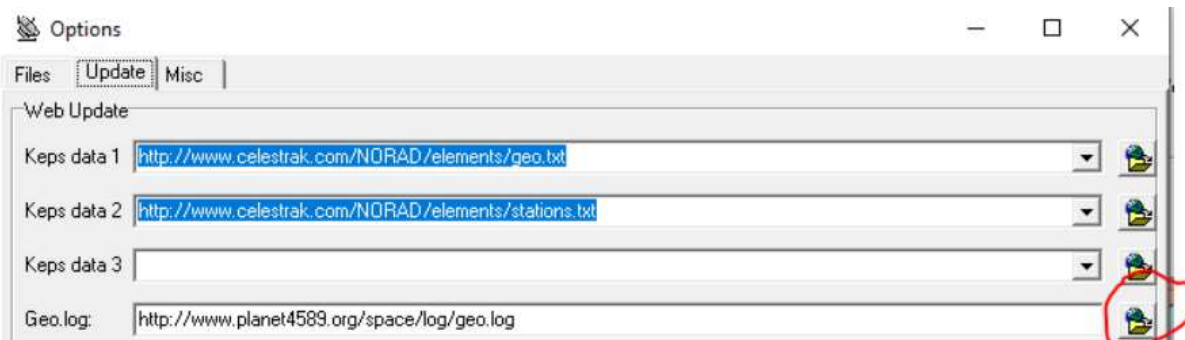 Options
Files Update Misc
Web Update
Keps data 1 http://www.celestrak.com/NORAD/elements/geo.txt
Keps data 2 http://www.celestrak.com/NORAD/elements/stations.txt
Keps data 3
Geo.log: http://www.planet4589.org/space/log/geo.log